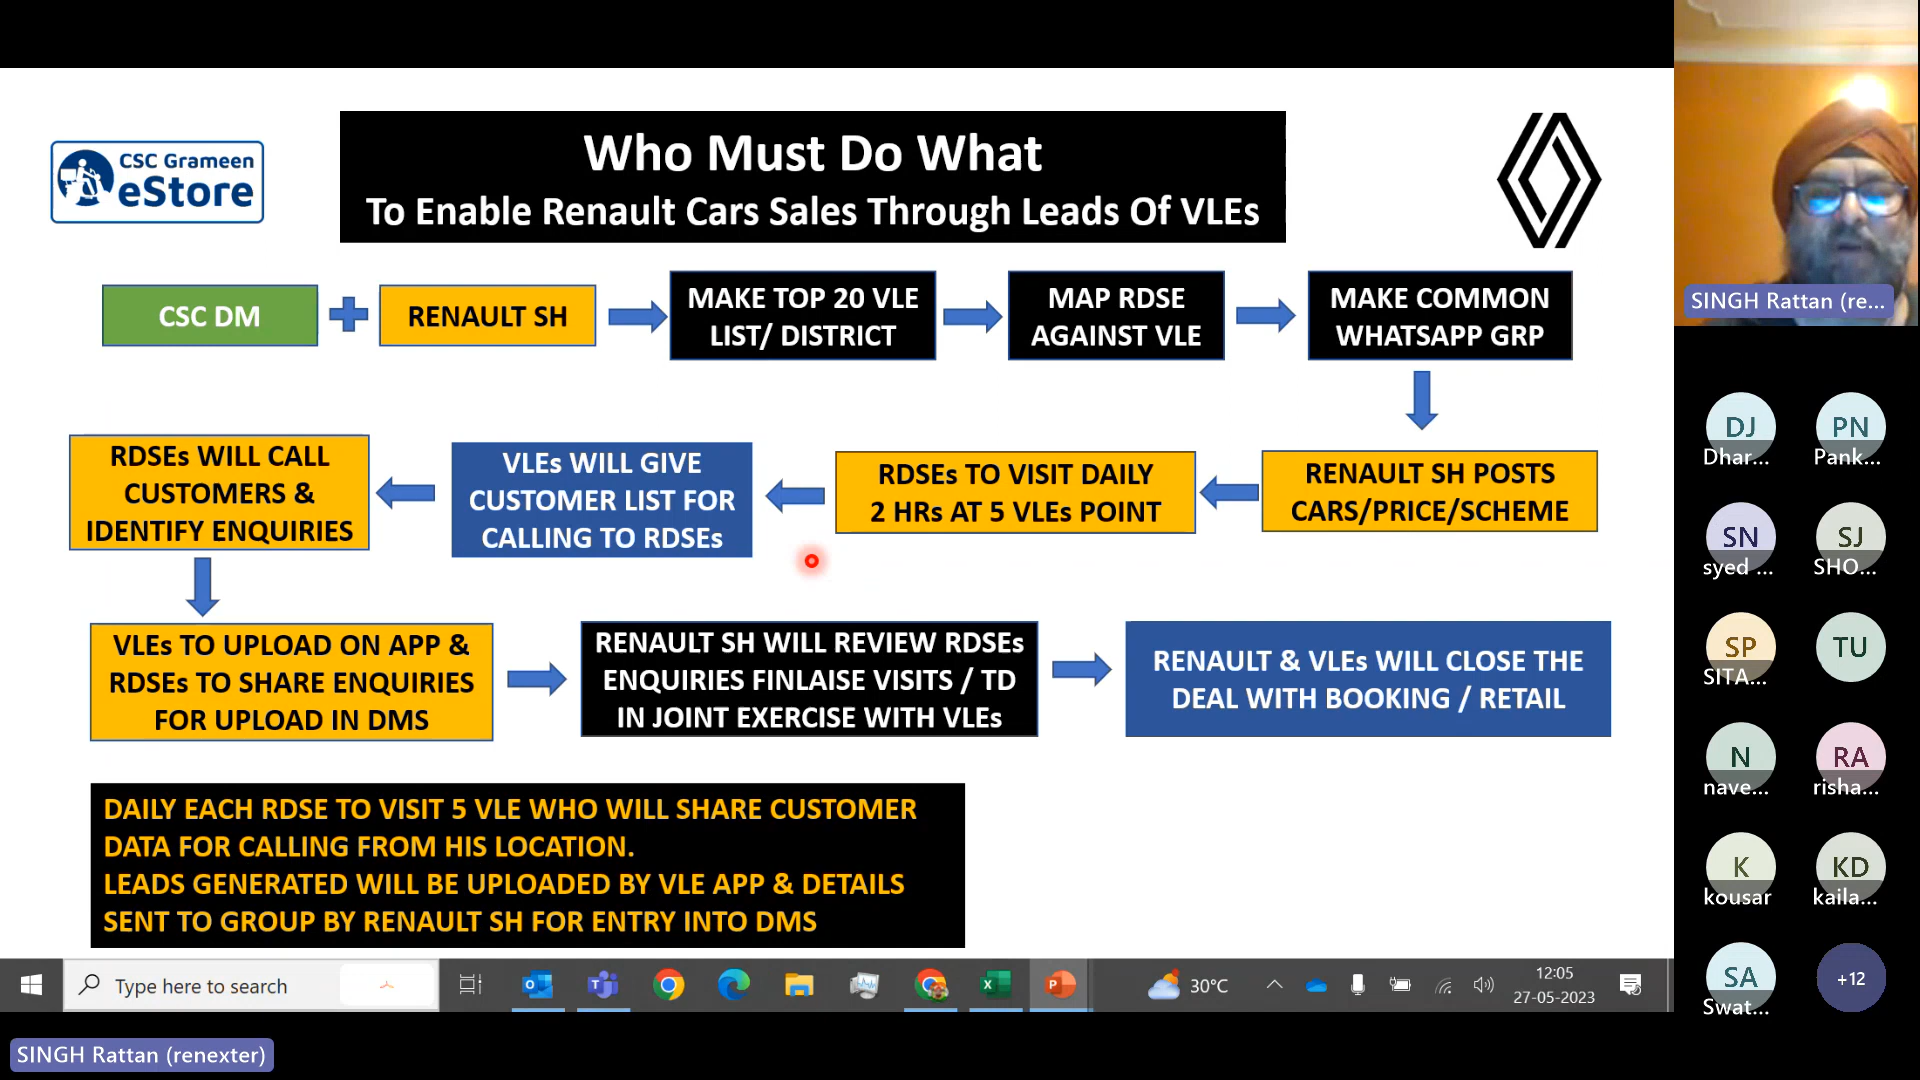 CSC Grameen
eStore
Who Must Do What
To Enable Renault Cars Sales Through Leads Of VLEs
CSC DM
RENAULT SH
MAKE TOP 20 VLE
LIST/ DISTRICT
MAP RDSE
AGAINST VLE
MAKE COMMON
WHATSAPP GRP
RDSEs WILL CALL
CUSTOMERS &
IDENTIFY ENQUIRIES
VLEs WILL GIVE
CUSTOMER LIST FOR
CALLING TO RDSEs
RDSEs TO VISIT DAILY
2 HRs AT 5 VLEs POINT
RENAULT SH POSTS
CARS/PRICE/SCHEME
VLEs TO UPLOAD ON APP &
RDSEs TO SHARE ENQUIRIES
FOR UPLOAD IN DMS
RENAULT SH WILL REVIEW RDSEs
ENQUIRIES FINLAISE VISITS / TD
IN JOINT EXERCISE WITH VLEs
RENAULT & VLEs WILL CLOSE THE
DEAL WITH BOOKING / RETAIL
DAILY EACH RDSE TO VISIT 5 VLE WHO WILL SHARE CUSTOMER
DATA FOR CALLING FROM HIS LOCATION.
LEADS GENERATED WILL BE UPLOADED BY VLE APP & DETAILS
SENT TO GROUP BY RENAULT SH FOR ENTRY INTO DMS
Type here to search
30°C
12:05
27-05-2023
SINGH Rattan (renexter)
SINGH Rattan (re...
DJ
Dhar...
PN
Pank...
SN
syed ...
SJ
SHO...
SP
SITA...
TU
N
nave...
RA
risha...
K
kousar
KD
kaila...
SA
Swat...
+12